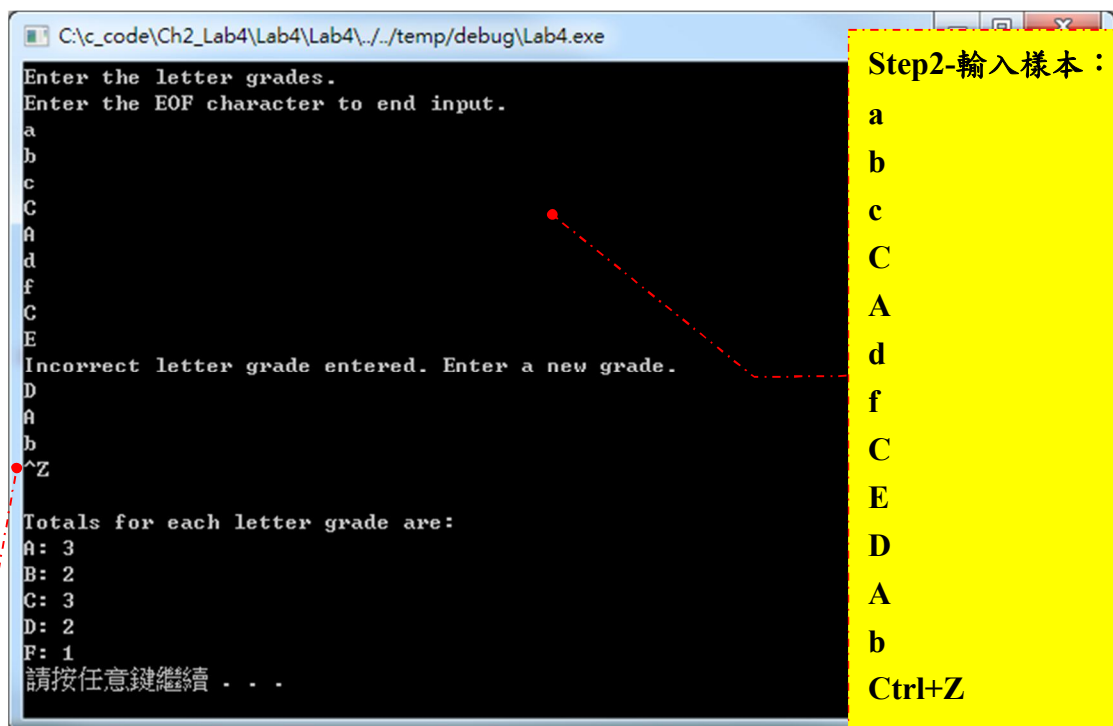 C:\c_code\Ch2_Lab4\Lab4\Lab4\./../temp/debug\Lab4.exe
Enter the letter grades.
Enter the EOF character to end input.
a
b
c
C
A
d
f
C
E
Incorrect letter grade entered. Enter a new grade.
D
A
b
^Z
Totals for each letter grade are:
A: 3
B: 2
C: 3
D: 2
F: 1
請按任意鍵繼續 . . .
Step2-輸入樣本：
a
b
c
C
A
d
f
C
E
D
A
b
Ctrl+Z